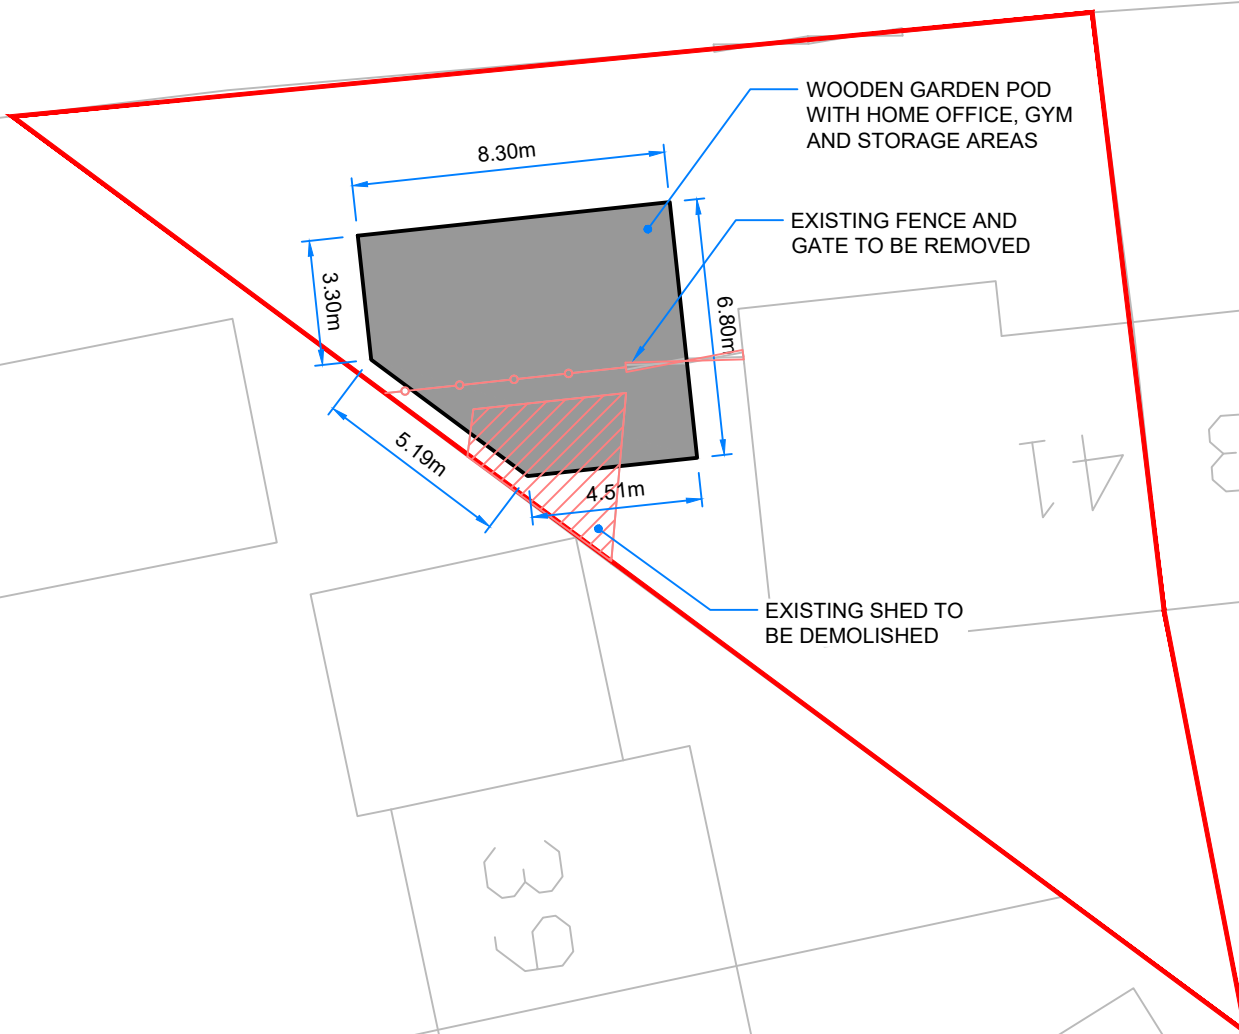 WOODEN GARDEN POD
WITH HOME OFFICE, GYM
AND STORAGE AREAS
8.30m
EXISTING FENCE AND
GATE TO BE REMOVED
3.30m
6.80m
41
5.19m
4.51m
EXISTING SHED TO
BE DEMOLISHED
39